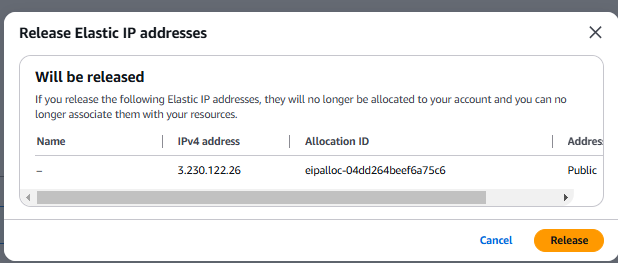 Release Elastic IP addresses
Will be released
If you release the following Elastic IP addresses, they will no longer be allocated to your account and you can no
longer associate them with your resources.
Name IPv4 address Allocation ID Addres
– 3.230.122.26 eipalloc-04dd264beef6a75c6 Public
Cancel Release